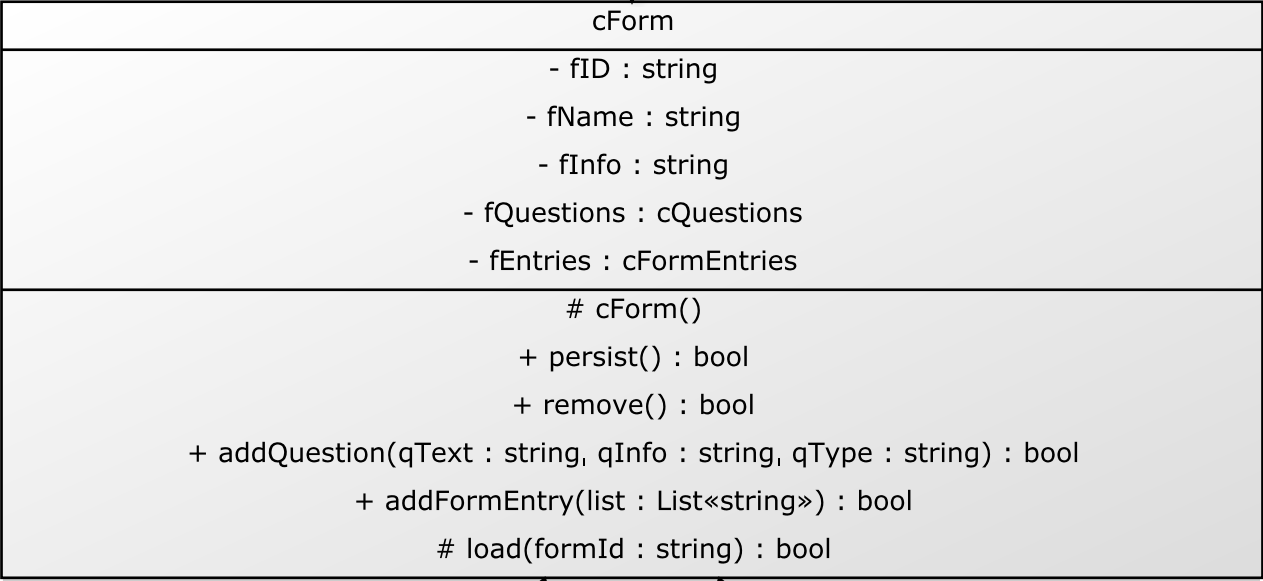 cForm
- fID : string
- fName : string
- fInfo : string
- fQuestions : cQuestions
- fEntries : cFormEntries
# cForm()
+ persist() : bool
+ remove() : bool
+ addQuestion(qText : string, qInfo : string, qType : string) : bool
+ addFormEntry(list : List«string») : bool
# load(formId : string) : bool